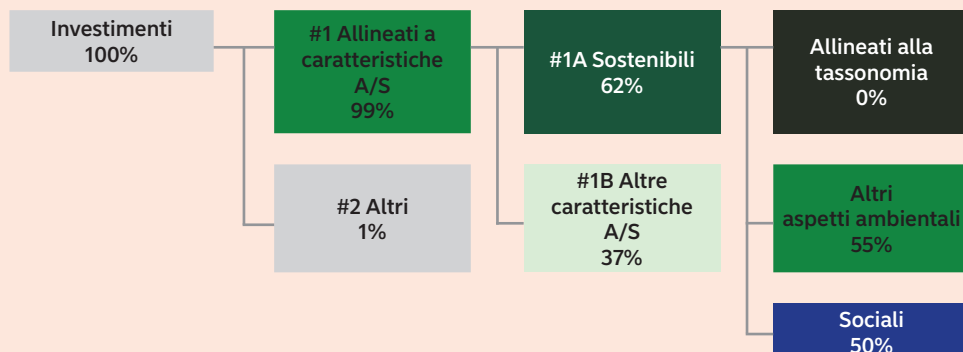 Investimenti
100%
#1 Allineati a
caratteristiche
A/S
99%
#1A Sostenibili
62%
Allineati alla
tassonomia
0%
#2 Altri
1%
#1B Altre
caratteristiche
A/S
37%
Altri
aspetti ambientali
55%
Sociali
50%